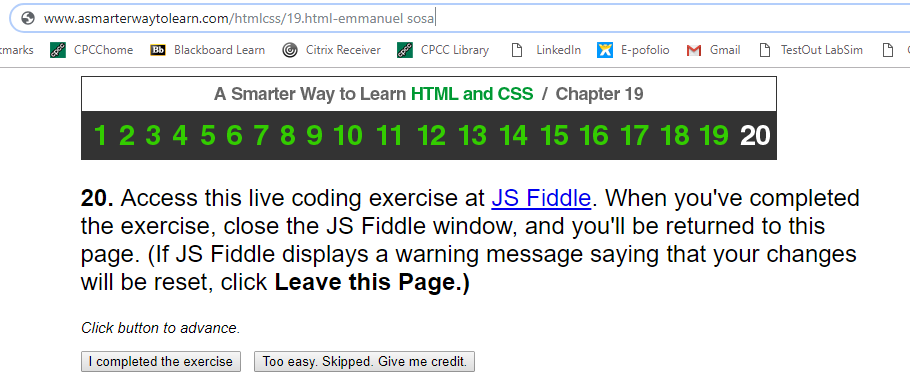 www.asmarterwaytolearn.com/htmlcss/19.html-emmanuel sosa
kmarks CPCChome Bb Blackboard Learn Citrix Receiver CPCC Library LinkedIn E-pofolio Gmail TestOut LabSim
A Smarter Way to Learn HTML and CSS / Chapter 19
1 2 3 4 5 6 7 8 9 10 11 12 13 14 15 16 17 18 19 20
20. Access this live coding exercise at JS Fiddle. When you've completed
the exercise, close the JS Fiddle window, and you'll be returned to this
page. (If JS Fiddle displays a warning message saying that your changes
will be reset, click Leave this Page.)
Click button to advance.
I completed the exercise Too easy. Skipped. Give me credit.